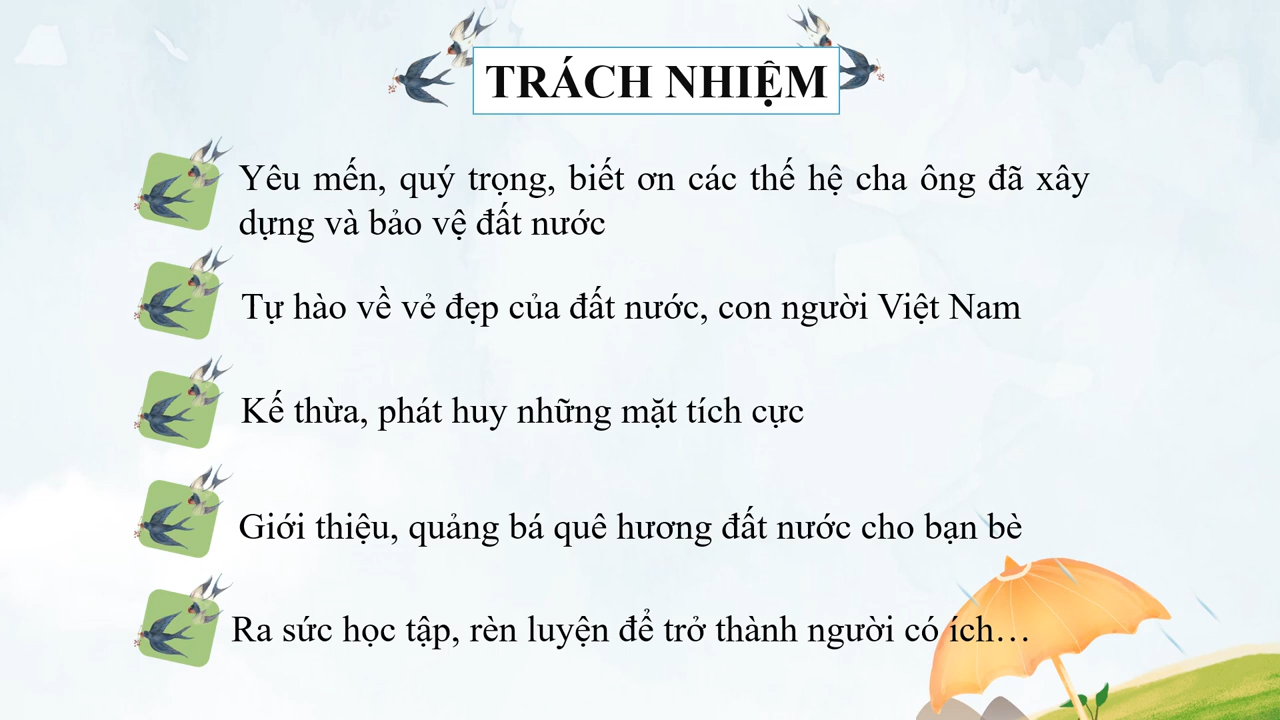 TRÁCH NHIỆM
Yêu mến, quý trọng, biết ơn các thế hệ cha ông đã xây
dựng và bảo vệ đất nước
Tự hào về vẻ đẹp của đất nước, con người Việt Nam
Kế thừa, phát huy những mặt tích cực
Giới thiệu, quảng bá quê hương đất nước cho bạn bè
Ra sức học tập, rèn luyện để trở thành người có ích…